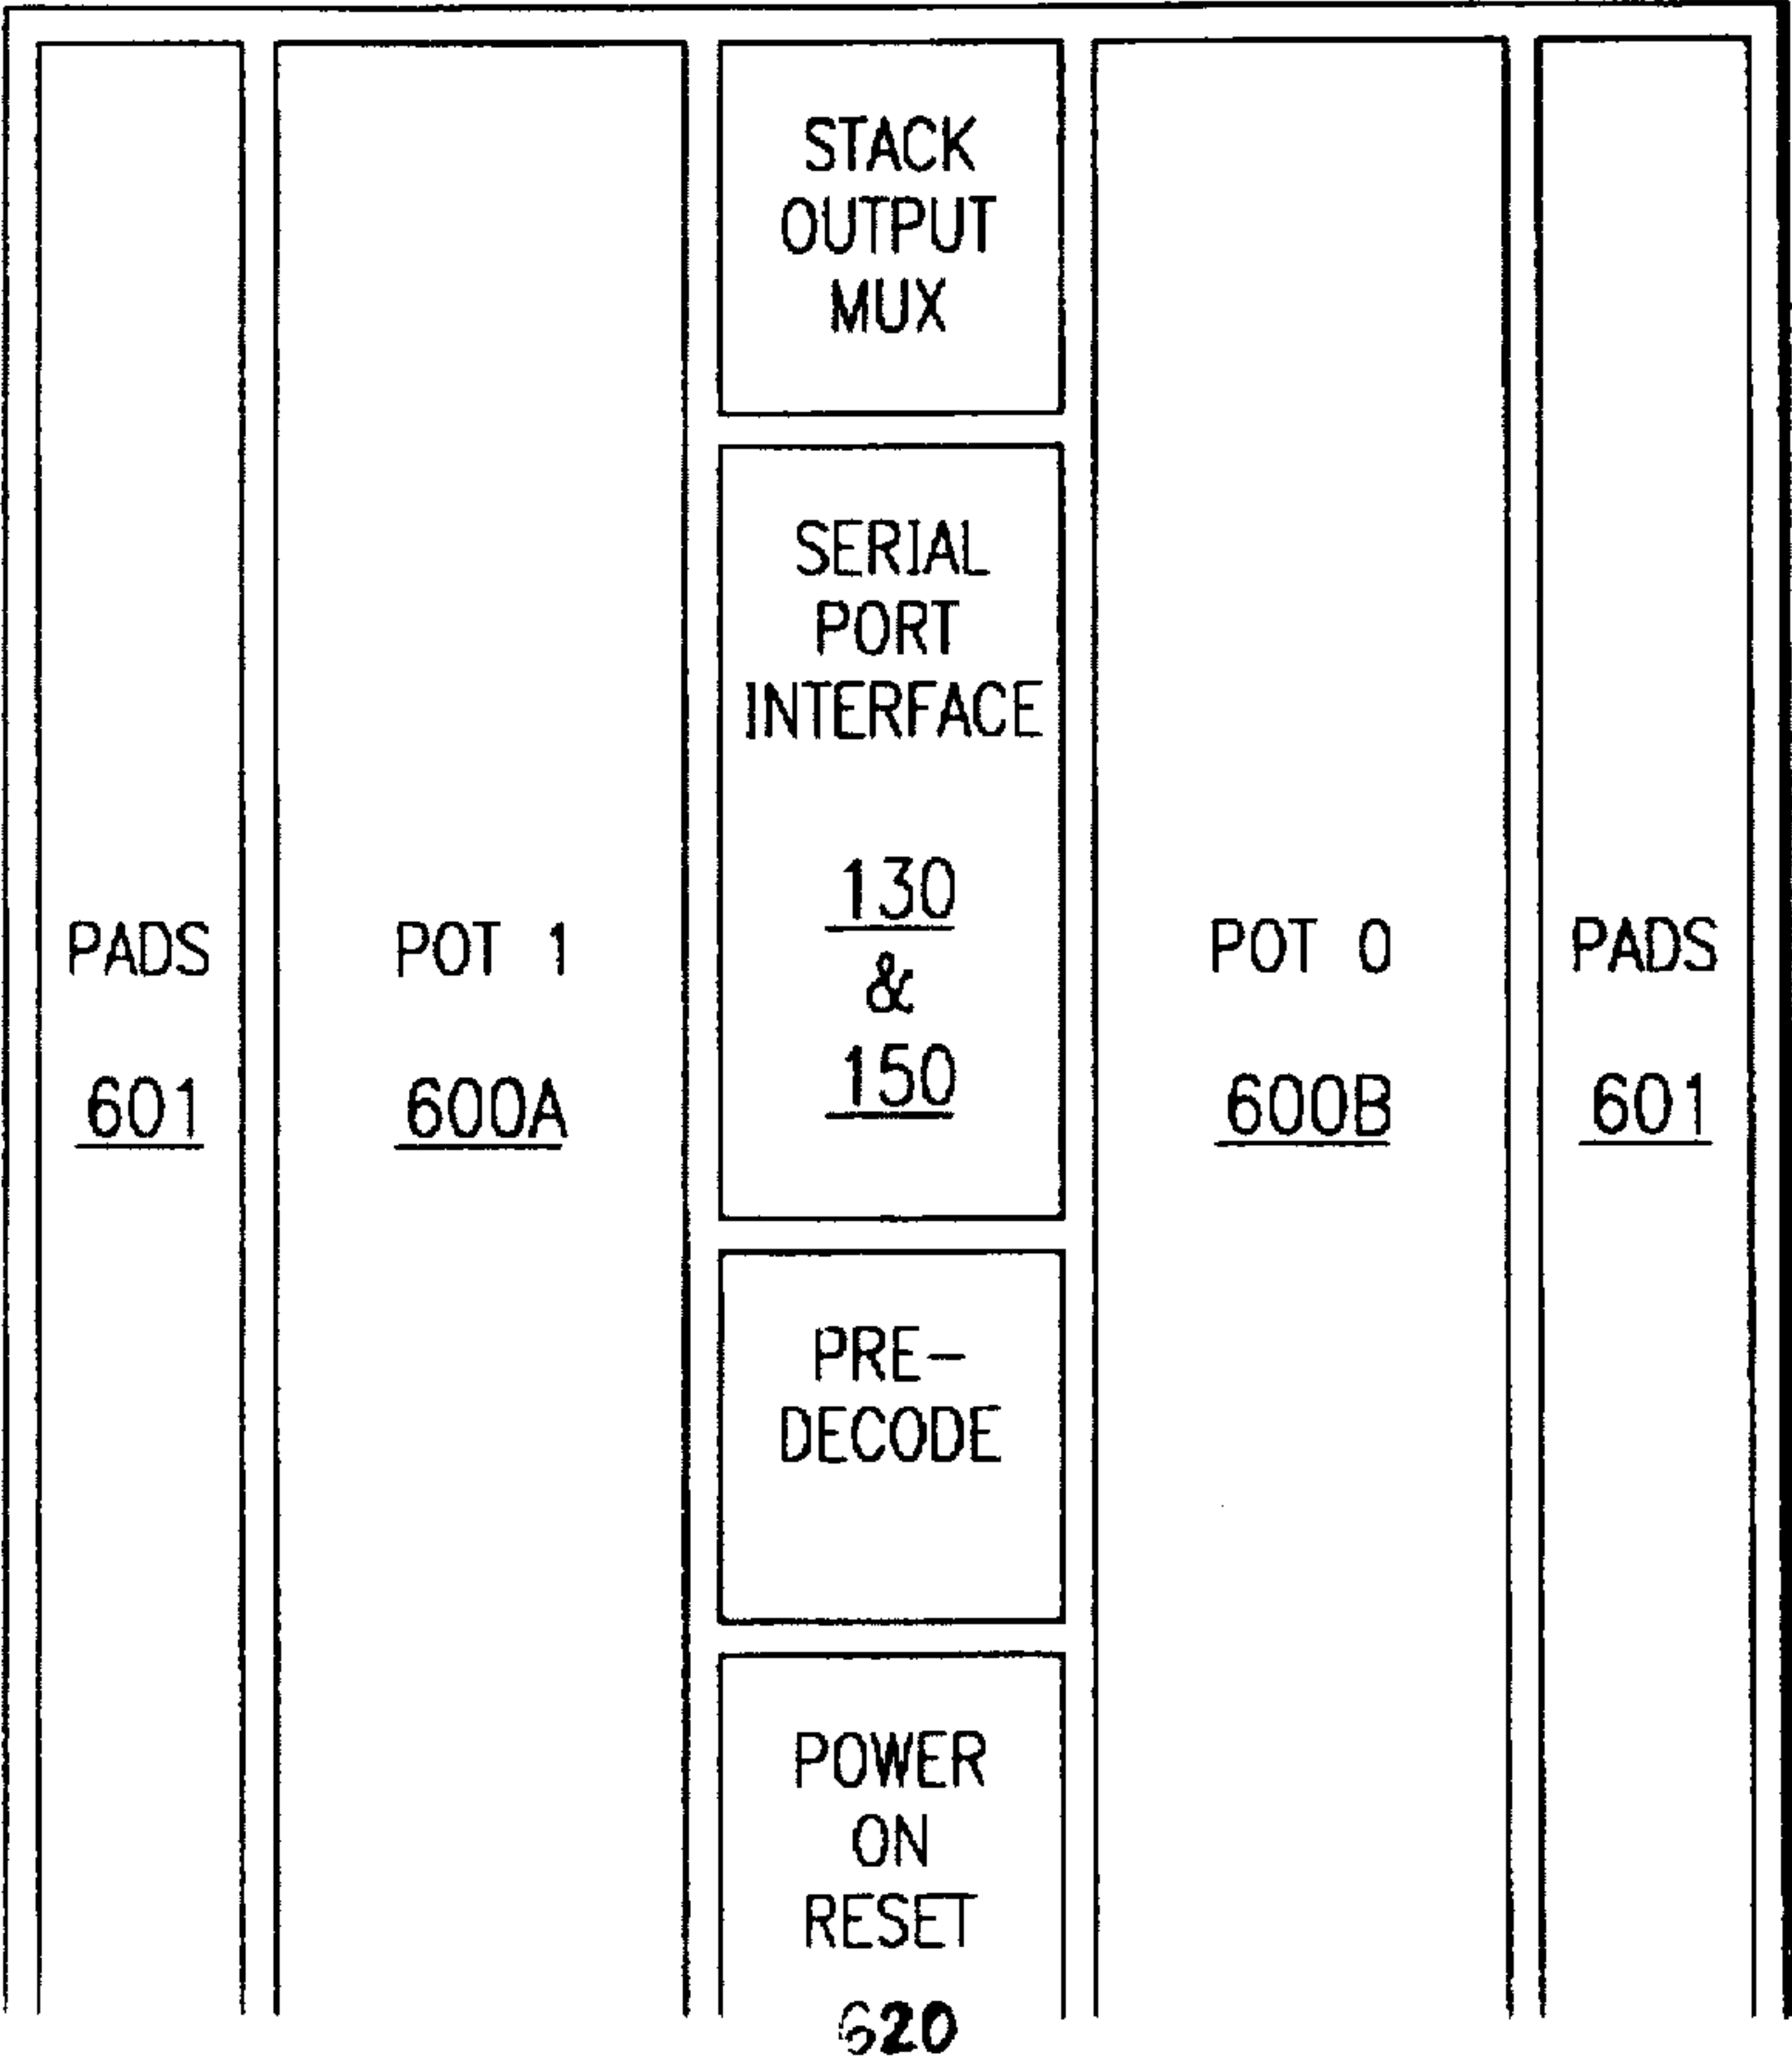 STACK
OUTPUT
MUX
SERIAL
PORT
INTERFACE
130
&
150
PADS
601
POT 1
600A
POT 0
600B
PADS
601
PRE-
DECODE
POWER
ON
RESET
620